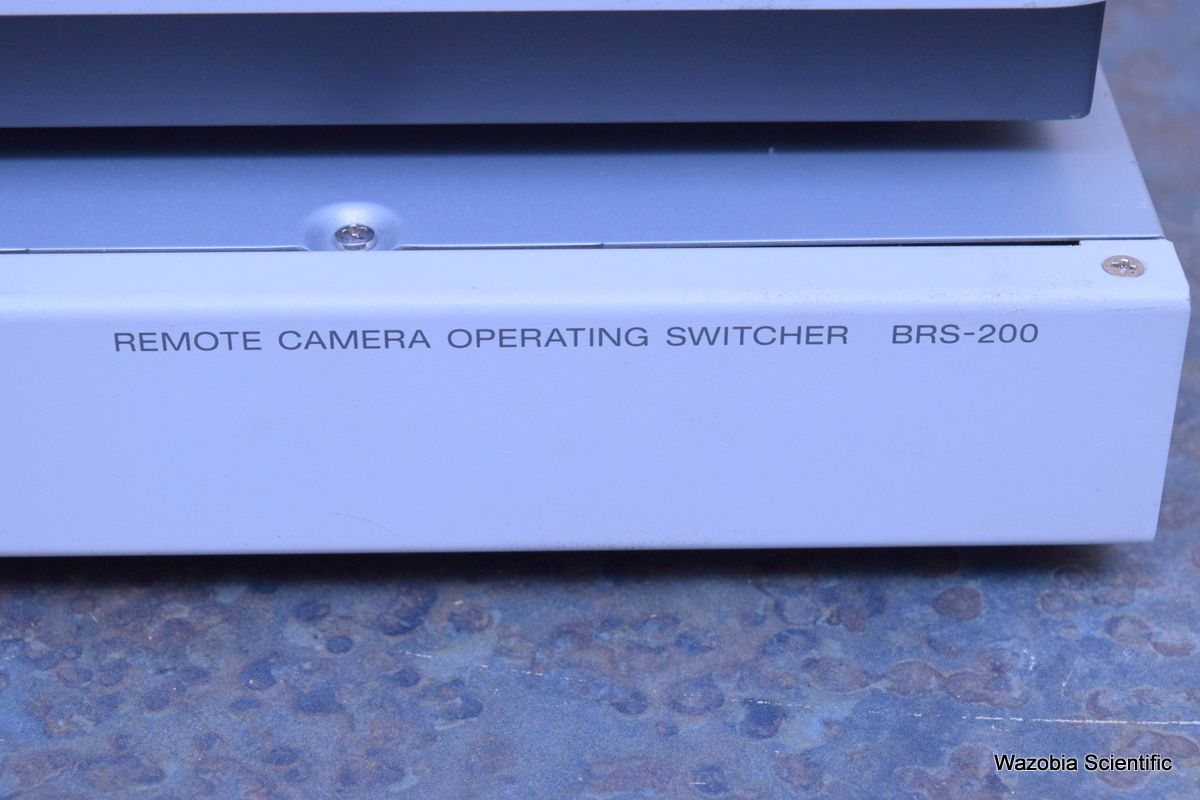 REMOTE CAMERA OPERATING SWITCHER BRS-200
Wazobia Scientific